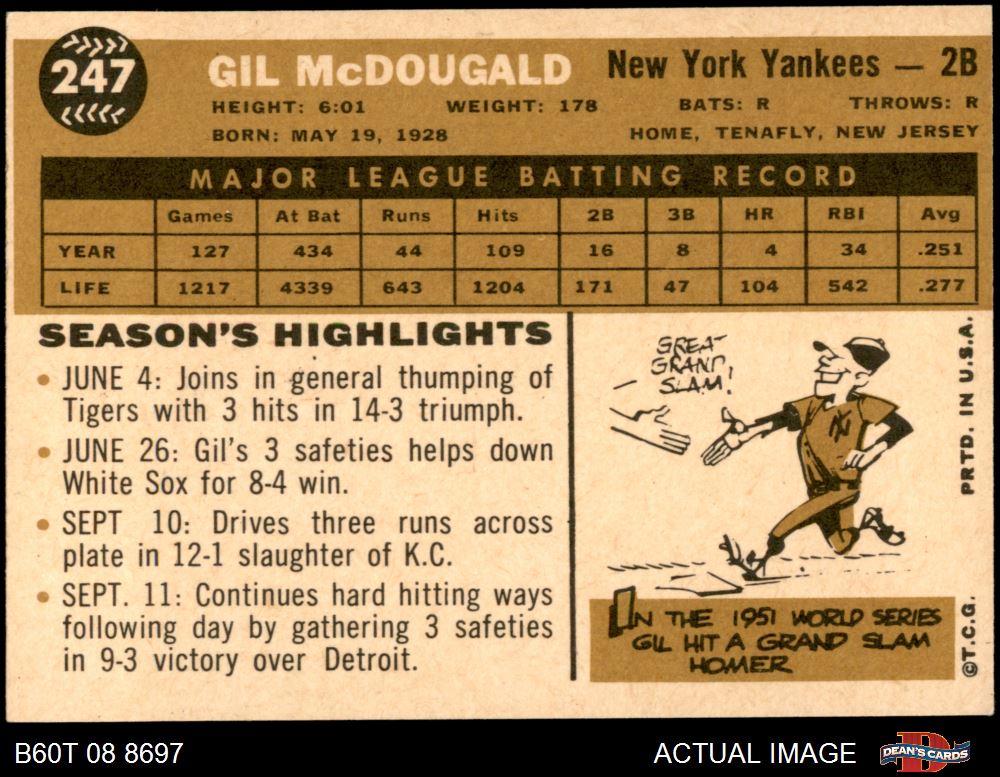 247
GIL McDOUGALD New York Yankees — 2B
HEIGHT: 6:01 WEIGHT: 178 BATS: R THROWS: R
BORN: MAY 19, 1928 HOME, TENAFLY, NEW JERSEY
MAJOR LEAGUE BATTING RECORD
Games At Bat Runs Hits 2B 3B HR RBI Avg
YEAR 127 434 44 109 16 8 4 34 .251
LIFE 1217 4339 643 1204 171 47 104 542 .277
SEASON'S HIGHLIGHTS
• JUNE 4: Joins in general thumping of
Tigers with 3 hits in 14-3 triumph.
• JUNE 26: Gil's 3 safeties helps down
White Sox for 8-4 win.
• SEPT 10: Drives three runs across
plate in 12-1 slaughter of K.C.
• SEPT. 11: Continues hard hitting ways
following day by gathering 3 safeties
in 9-3 victory over Detroit.
GREAT
GRAND
SLAM!
NY
IN THE 1951 WORLD SERIES
GIL HIT A GRAND SLAM
HOMER
PRTD. IN U.S.A.
©T.C.G.
B60T 08 8697 ACTUAL IMAGE
DEAN'S CARDS